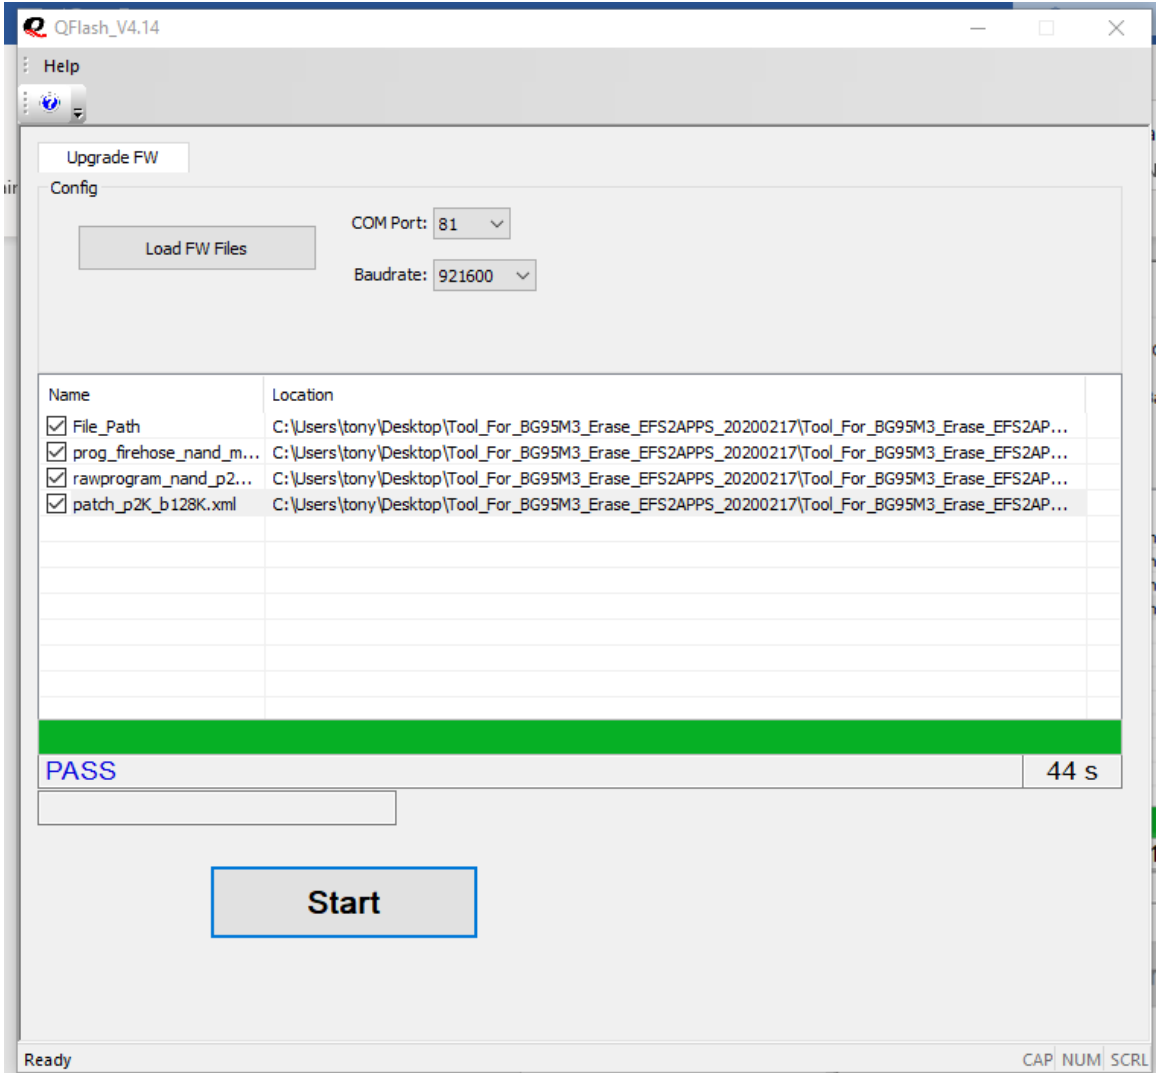 QFlash_V4.14
Help
Upgrade FW
Config
Load FW Files
COM Port: 81
Baudrate: 921600
Name Location
File_Path C:\Users\tony\Desktop\Tool_For_BG95M3_Erase_EFS2APPS_20200217\Tool_For_BG95M3_Erase_EFS2AP...
prog_firehose_nand_m... C:\Users\tony\Desktop\Tool_For_BG95M3_Erase_EFS2APPS_20200217\Tool_For_BG95M3_Erase_EFS2AP...
rawprogram_nand_p2... C:\Users\tony\Desktop\Tool_For_BG95M3_Erase_EFS2APPS_20200217\Tool_For_BG95M3_Erase_EFS2AP...
patch_p2K_b128K.xml C:\Users\tony\Desktop\Tool_For_BG95M3_Erase_EFS2APPS_20200217\Tool_For_BG95M3_Erase_EFS2AP...
PASS 44 s
Start
Ready CAP NUM SCRL